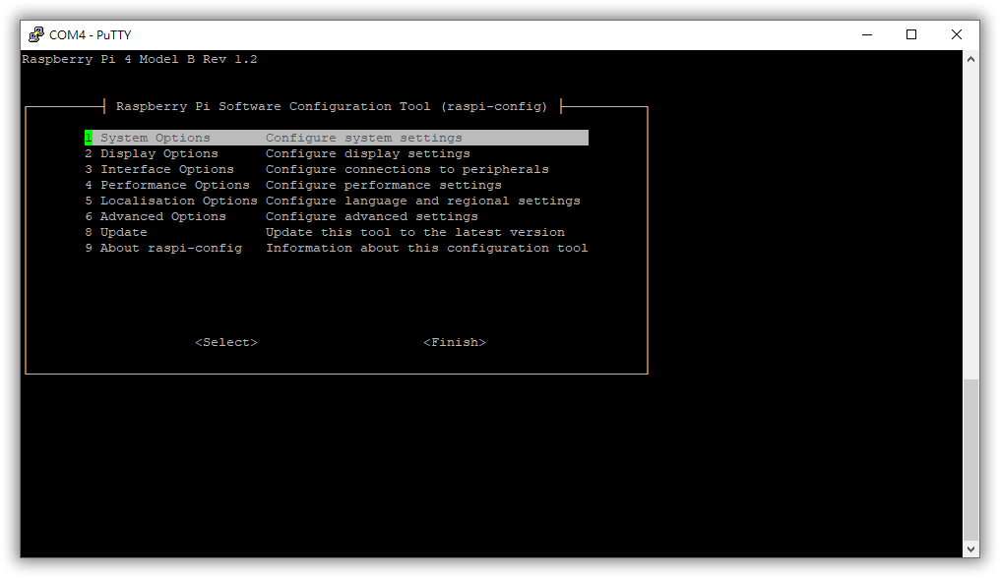 COM4 - PuTTY
Raspberry Pi 4 Model B Rev 1.2
Raspberry Pi Software Configuration Tool (raspi-config)
1 System Options Configure system settings
2 Display Options Configure display settings
3 Interface Options Configure connections to peripherals
4 Performance Options Configure performance settings
5 Localisation Options Configure language and regional settings
6 Advanced Options Configure advanced settings
8 Update Update this tool to the latest version
9 About raspi-config Information about this configuration tool
<Select> <Finish>